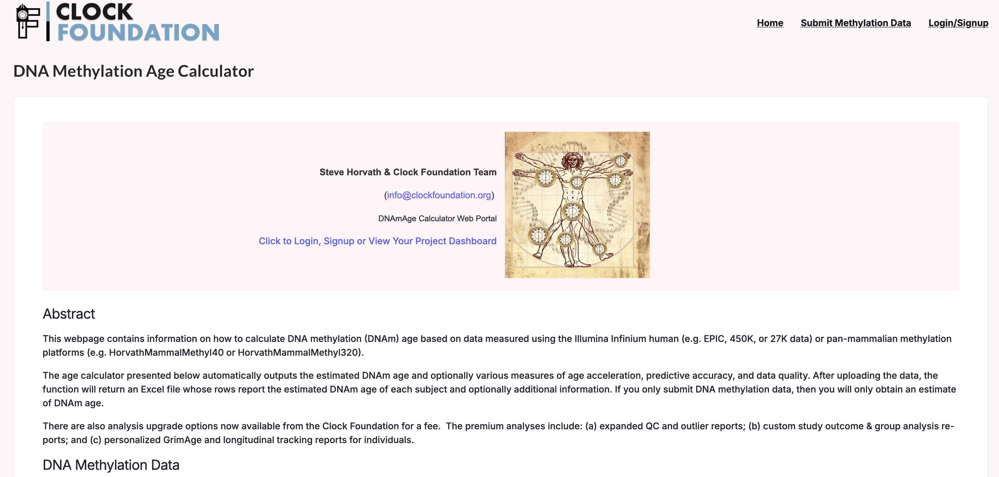 CLOCK
FOUNDATION
Home Submit Methylation Data Login/Signup
DNA Methylation Age Calculator
Steve Horvath & Clock Foundation Team
(info@clockfoundation.org)
DNAmAge Calculator Web Portal
Click to Login, Signup or View Your Project Dashboard
Abstract
This webpage contains information on how to calculate DNA methylation (DNAm) age based on data measured using the Illumina Infinium human (e.g. EPIC, 450K, or 27K data) or pan-mammalian methylation
platforms (e.g. HorvathMammalMethyl40 or HorvathMammalMethyl320).
The age calculator presented below automatically outputs the estimated DNAm age and optionally various measures of age acceleration, predictive accuracy, and data quality. After uploading the data, the
function will return an Excel file whose rows report the estimated DNAm age of each subject and optionally additional information. If you only submit DNA methylation data, then you will only obtain an estimate
of DNAm age.
There are also analysis upgrade options now available from the Clock Foundation for a fee.  The premium analyses include: (a) expanded QC and outlier reports; (b) custom study outcome & group analysis re-
ports; and (c) personalized GrimAge and longitudinal tracking reports for individuals.
DNA Methylation Data